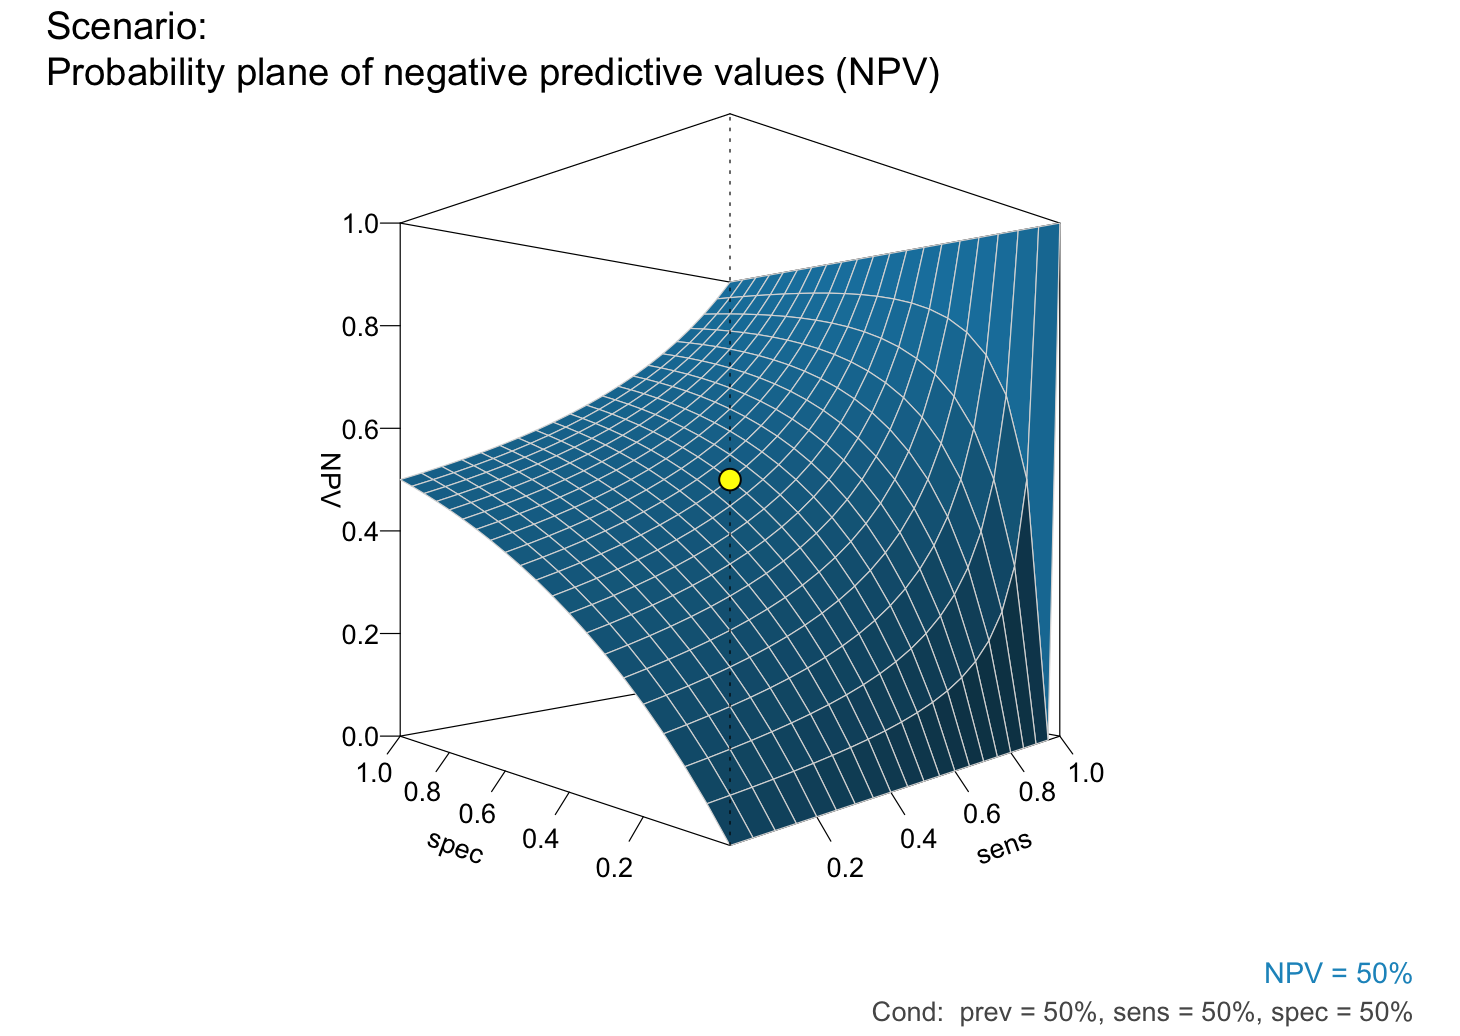 Scenario:
Probability plane of negative predictive values (NPV)
1.0
0.8
0.6
0.4
0.2
0.0
NPV
1.0
0.8
0.6
0.4
0.2
spec
0.2
0.4
0.6
0.8
1.0
sens
NPV = 50%
Cond: prev = 50%, sens = 50%, spec = 50%